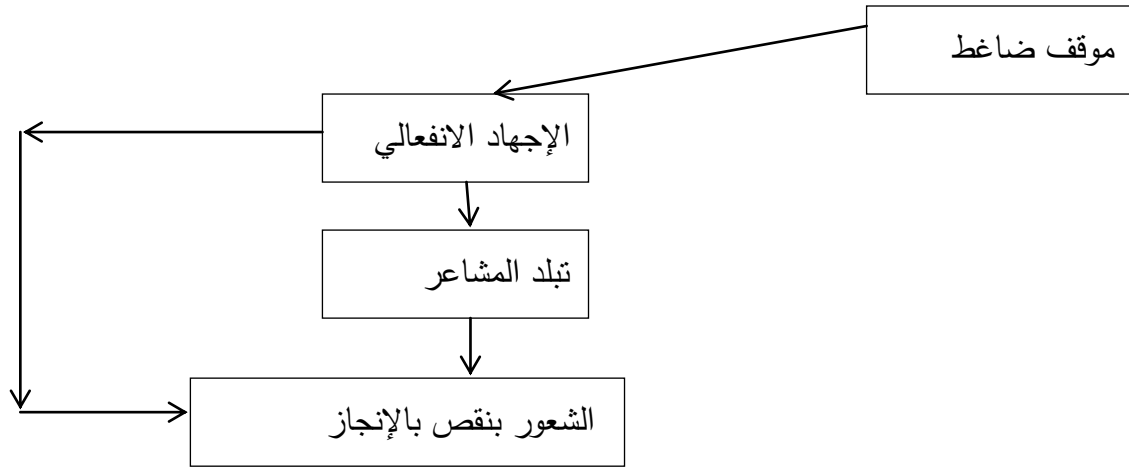 موقف ضاغط
الإجهاد الانفعالي
تبلد المشاعر
الشعور بنقص بالإنجاز